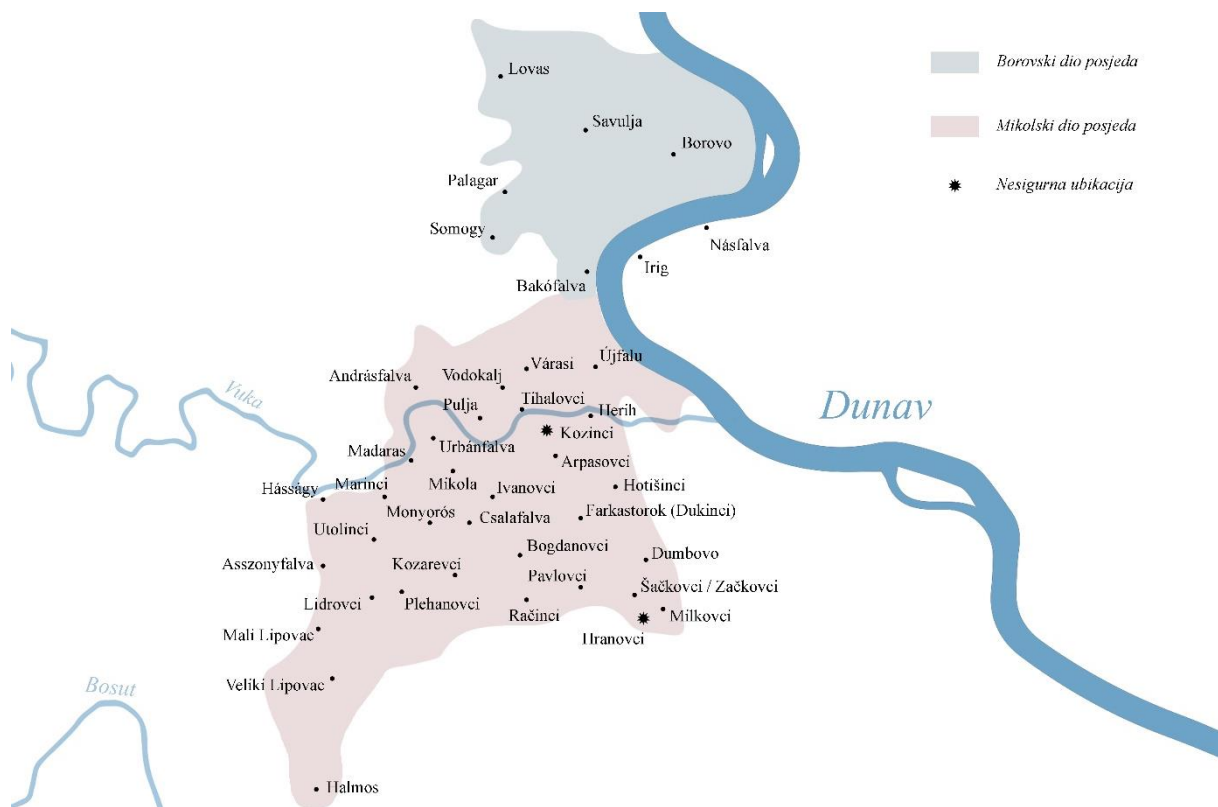 Lovas
Borovski dio posjeda
Savulja
Mikolski dio posjeda
Borovo
Palagar
Nesigurna ubikacija
Somogy
Násfalva
Irig
Bakófalva
Várasi
Újfalu
Andrásfalva
Vodokalj
Vuka
Tihalovci
Dunav
Pulja
Herih
Kozinci
Urbánfalva
Madaras
Arpasovci
Mikola
Ivanovci
Hotišinci
Marinci
Hásságy
Monyorós
Csalafalva
Farkastorok (Dukinci)
Utolinci
Bogdanovci
Dumbovo
Asszonyfalva
Kozarevci
Pavlovci
Šačkovci / Začkovci
Lidrovci
Plehanovci
Račinci
Milkovci
Mali Lipovac
Hranovci
Veliki Lipovac
Bosut
Halmos